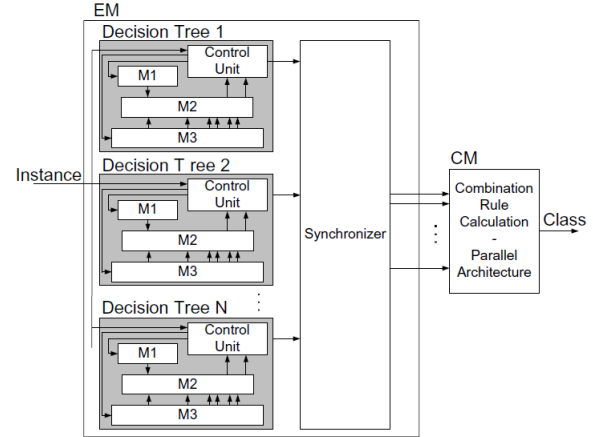 EM
Decision Tree 1
Control
Unit
M1
M2
M3
Instance
Decision T ree 2
Control
Unit
M1
M2
M3
Synchronizer
CM
Combination
Rule
Calculation
-
Parallel
Architecture
Class
Decision Tree N
Control
Unit
M1
M2
M3